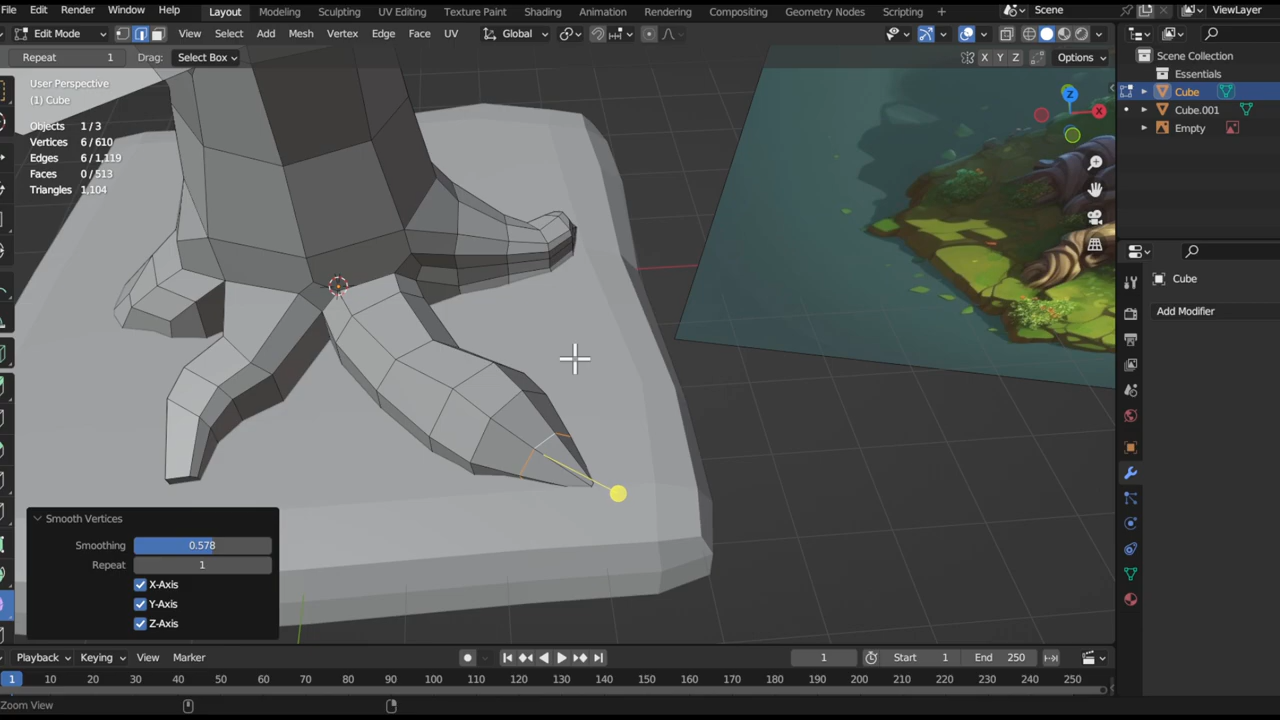 File Edit Render Window Help Layout Modeling Sculpting UV Editing Texture Paint Shading Animation Rendering Compositing Geometry Nodes Scripting + Scene ViewLayer
Edit Mode View Select Add Mesh Vertex Edge Face UV Global
Repeat 1 Drag: Select Box X Y Z Options
User Perspective
(1) Cube
Objects 1/3
Vertices 6/610
Edges 6/1,119
Faces 0/513
Triangles 1,104
Z
X
Scene Collection
Essentials
Cube
Cube.001
Empty
Cube
Add Modifier
Smooth Vertices
Smoothing 0.578
Repeat 1
X-Axis
Y-Axis
Z-Axis
Playback Keying View Marker 1 Start 1 End 250
1 10 20 30 40 50 60 70 80 90 100 110 120 130 140 150 160 170 180 190 200 210 220 230 240 250
Zoom View